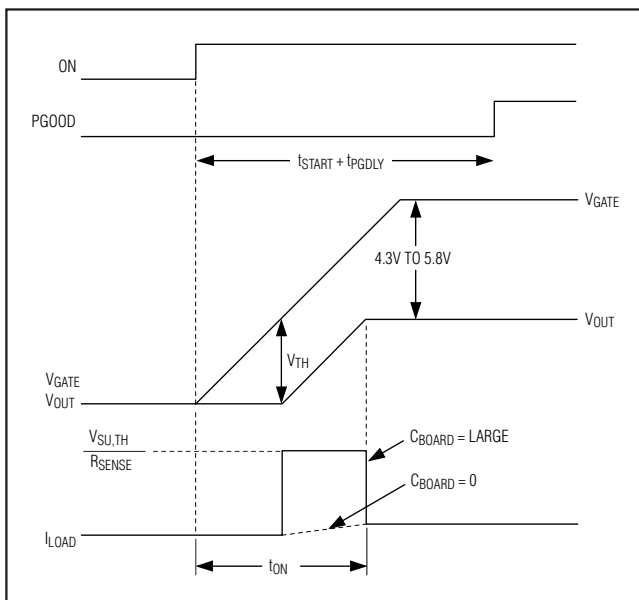 ON
PGOOD
tSTART + tPGDLY
VGATE
4.3V TO 5.8V
VOUT
VTH
VGATE
VOUT
VSU,TH
RSENSE
CBOARD = LARGE
CBOARD = 0
ILOAD
tON